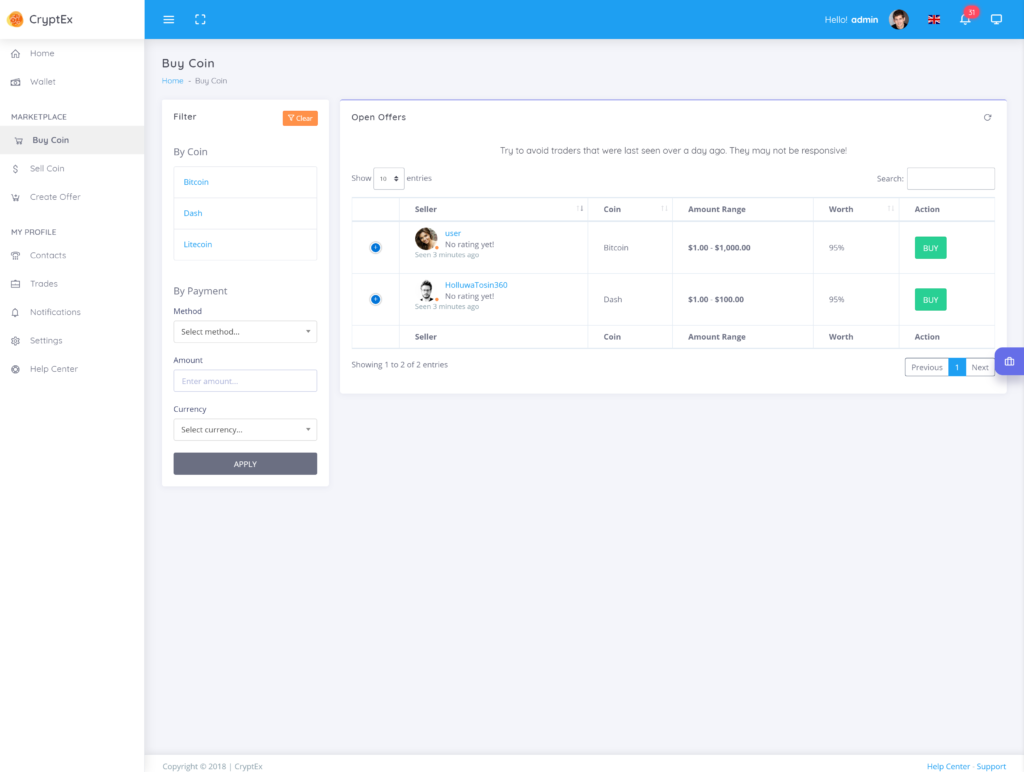 CryptEx
Hello! admin
31
Home
Wallet
MARKETPLACE
Buy Coin
Sell Coin
Create Offer
MY PROFILE
Contacts
Trades
Notifications
Settings
Help Center
Buy Coin
Home - Buy Coin
Filter
Clear
By Coin
Bitcoin
Dash
Litecoin
By Payment
Method
Select method...
Amount
Enter amount...
Currency
Select currency...
APPLY
Open Offers
Try to avoid traders that were last seen over a day ago. They may not be responsive!
Show 10 entries
Search:
Seller Coin Amount Range Worth Action
user
No rating yet!
Seen 3 minutes ago
Bitcoin $1.00 - $1,000.00 95% BUY
HolluwaTosin360
No rating yet!
Seen 3 minutes ago
Dash $1.00 - $100.00 95% BUY
Seller Coin Amount Range Worth Action
Showing 1 to 2 of 2 entries
Previous 1 Next
Copyright © 2018 | CryptEx
Help Center - Support